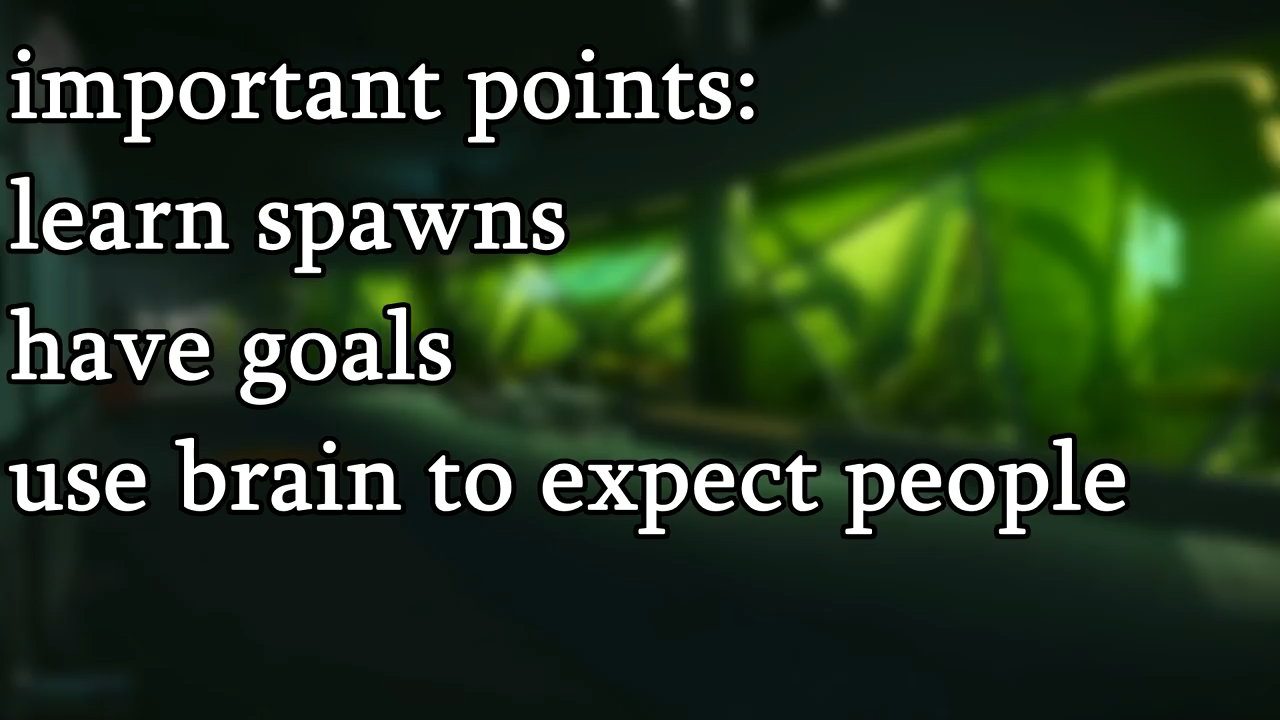 important points:
learn spawns
have goals
use brain to expect people